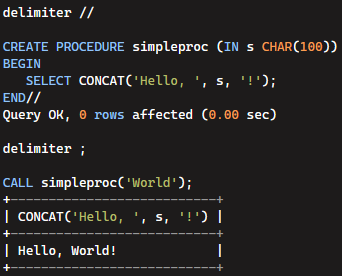 delimiter //
CREATE PROCEDURE simpleproc (IN s CHAR(100))
BEGIN
   SELECT CONCAT('Hello, ', s, '!');
END//
Query OK, 0 rows affected (0.00 sec)
delimiter ;
CALL simpleproc('World');
+---------------------------+
| CONCAT('Hello, ', s, '!') |
+---------------------------+
| Hello, World!             |
+---------------------------+